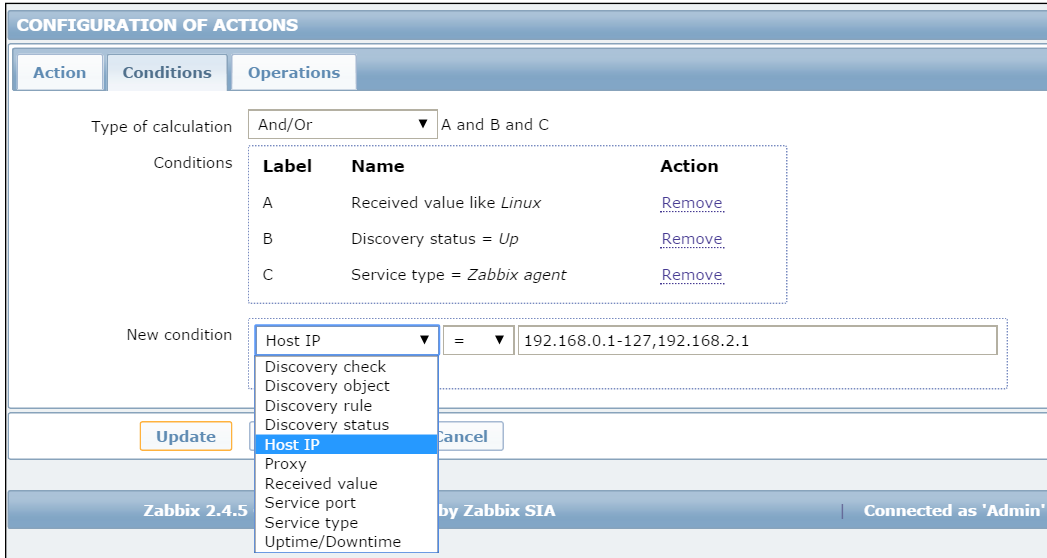 CONFIGURATION OF ACTIONS
Action Conditions Operations
Type of calculation And/Or A and B and C
Conditions Label Name Action
A Received value like Linux Remove
B Discovery status = Up Remove
C Service type = Zabbix agent Remove
New condition Host IP = 192.168.0.1-127,192.168.2.1
Discovery check
Discovery object
Discovery rule
Discovery status
Host IP
Proxy
Received value
Service port
Service type
Uptime/Downtime
Update Cancel
Zabbix 2.4.5 by Zabbix SIA | Connected as 'Admin'